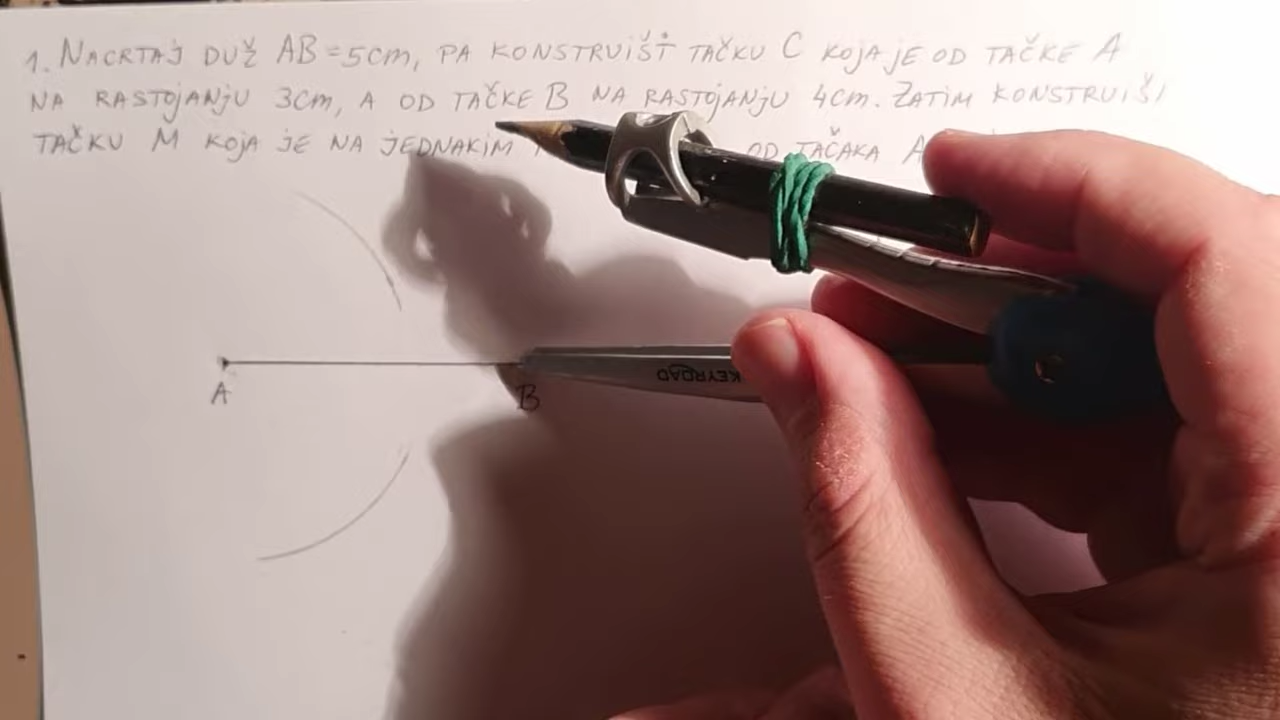 1. NACRTAJ DUŽ AB = 5cm, PA KONSTRUIŠI TAČKU C KOJA JE OD TAČKE A
NA RASTOJANJU 3cm, A OD TAČKE B NA RASTOJANJU 4cm. ZATIM KONSTRUIŠI
TAČKU M KOJA JE NA JEDNAKIM OD TAČAKA A
A
B
KEYROAD